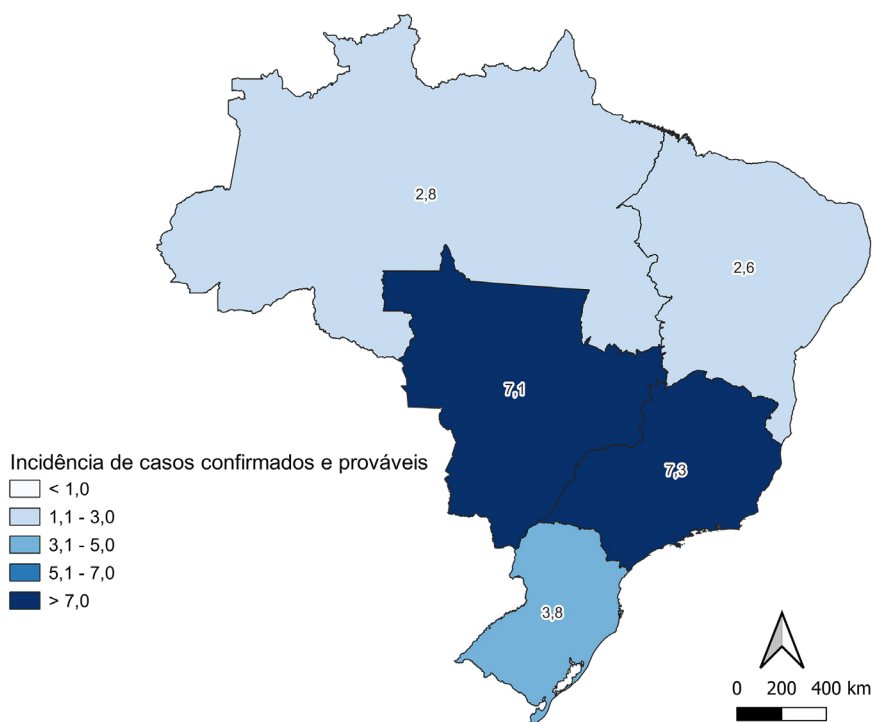 2,8
2,6
7,1
7,3
Incidência de casos confirmados e prováveis
< 1,0
1,1 - 3,0
3,1 - 5,0
5,1 - 7,0
> 7,0
3,8
0 200 400 km